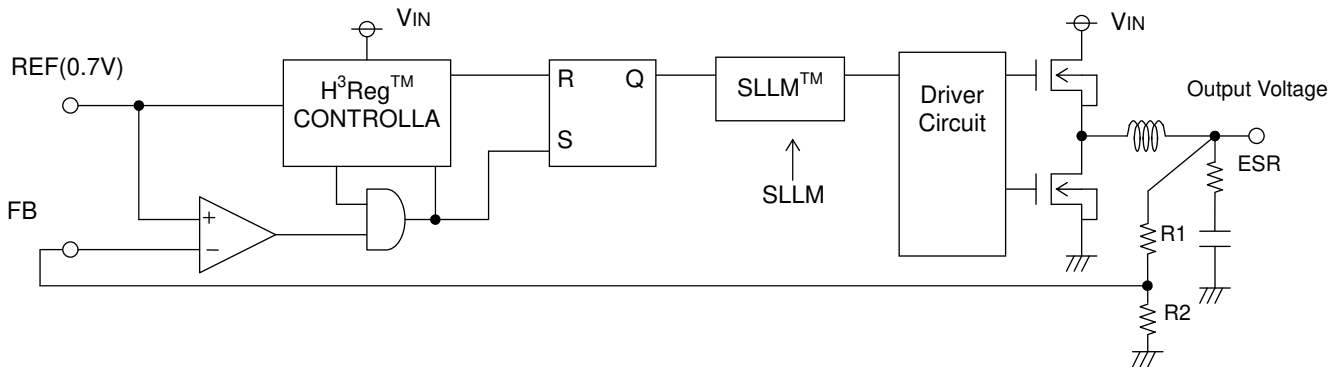 VIN
REF(0.7V)
H³Reg™
CONTROLLA
R
Q
S
SLLM™
SLLM
Driver
Circuit
VIN
Output Voltage
ESR
FB
+
−
R1
R2